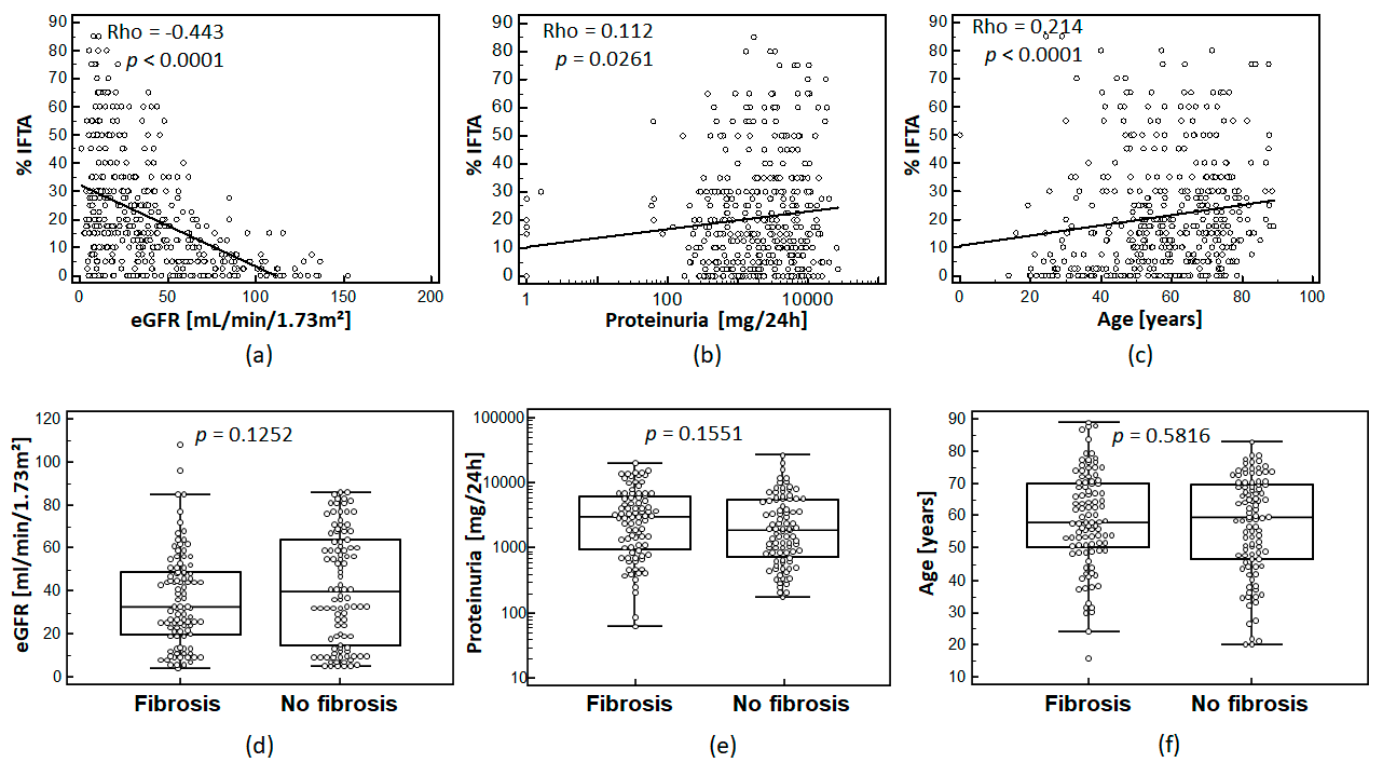 Rho = -0.443
p < 0.0001
% IFTA
90
80
70
60
50
40
30
20
10
0
0 50 100 150 200
eGFR [mL/min/1.73m²]
(a)
Rho = 0.112
p = 0.0261
% IFTA
90
80
70
60
50
40
30
20
10
0
1 100 10000
Proteinuria [mg/24h]
(b)
Rho = 0.214
p < 0.0001
% IFTA
90
80
70
60
50
40
30
20
10
0
0 20 40 60 80 100
Age [years]
(c)
p = 0.1252
eGFR [ml/min/1.73m²]
120
100
80
60
40
20
0
Fibrosis No fibrosis
(d)
p = 0.1551
Proteinuria [mg/24h]
100000
10000
1000
100
10
Fibrosis No fibrosis
(e)
p = 0.5816
Age [years]
90
80
70
60
50
40
30
20
10
Fibrosis No fibrosis
(f)